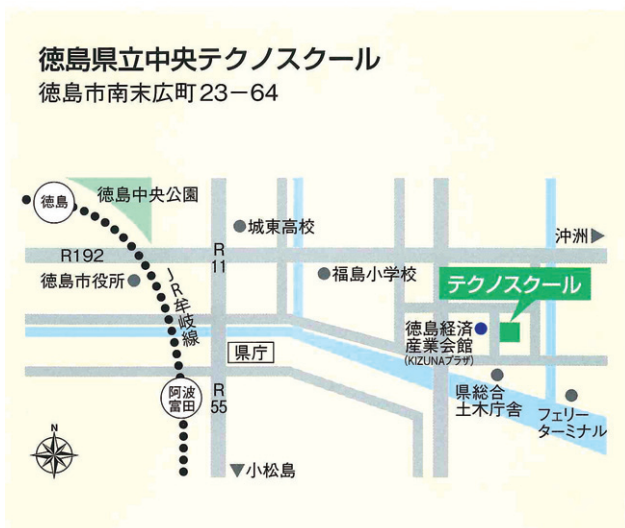 徳島県立中央テクノスクール
徳島市南末広町23−64
徳島
徳島中央公園
城東高校
沖洲
R192
R
11
徳島市役所
JR牟岐線
福島小学校
テクノスクール
徳島経済
産業会館
(KIZUNAプラザ)
県庁
阿波
富田
R
55
県総合
土木庁舎
フェリー
ターミナル
N
▼小松島